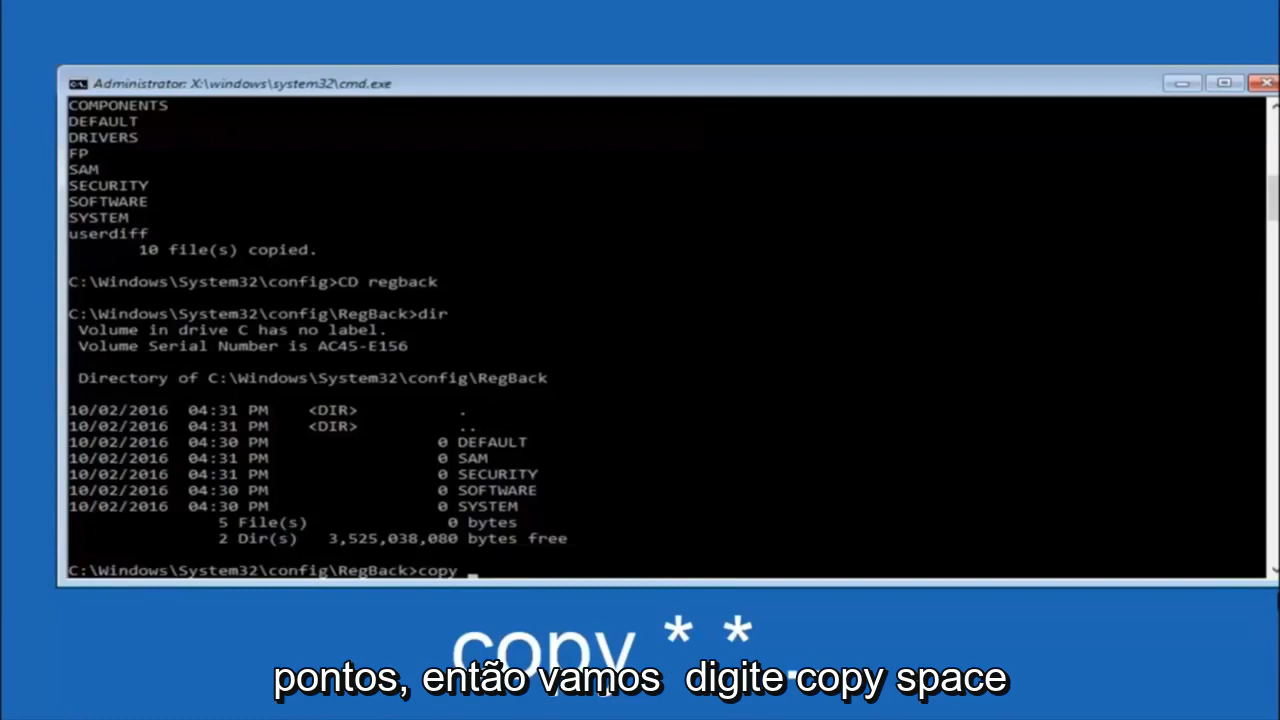 Administrator: X:\windows\system32\cmd.exe
COMPONENTS
DEFAULT
DRIVERS
FP
SAM
SECURITY
SOFTWARE
SYSTEM
userdiff
10 file(s) copied.
C:\Windows\System32\config>CD regback
C:\Windows\System32\config\RegBack>dir
Volume in drive C has no label.
Volume Serial Number is AC45-E156
Directory of C:\Windows\System32\config\RegBack
10/02/2016 04:31 PM <DIR> .
10/02/2016 04:31 PM <DIR> ..
10/02/2016 04:30 PM 0 DEFAULT
10/02/2016 04:31 PM 0 SAM
10/02/2016 04:31 PM 0 SECURITY
10/02/2016 04:30 PM 0 SOFTWARE
10/02/2016 04:30 PM 0 SYSTEM
5 File(s) 0 bytes
2 Dir(s) 3,525,038,080 bytes free
C:\Windows\System32\config\RegBack>copy _
copy * * .
pontos, então vamos digite copy space